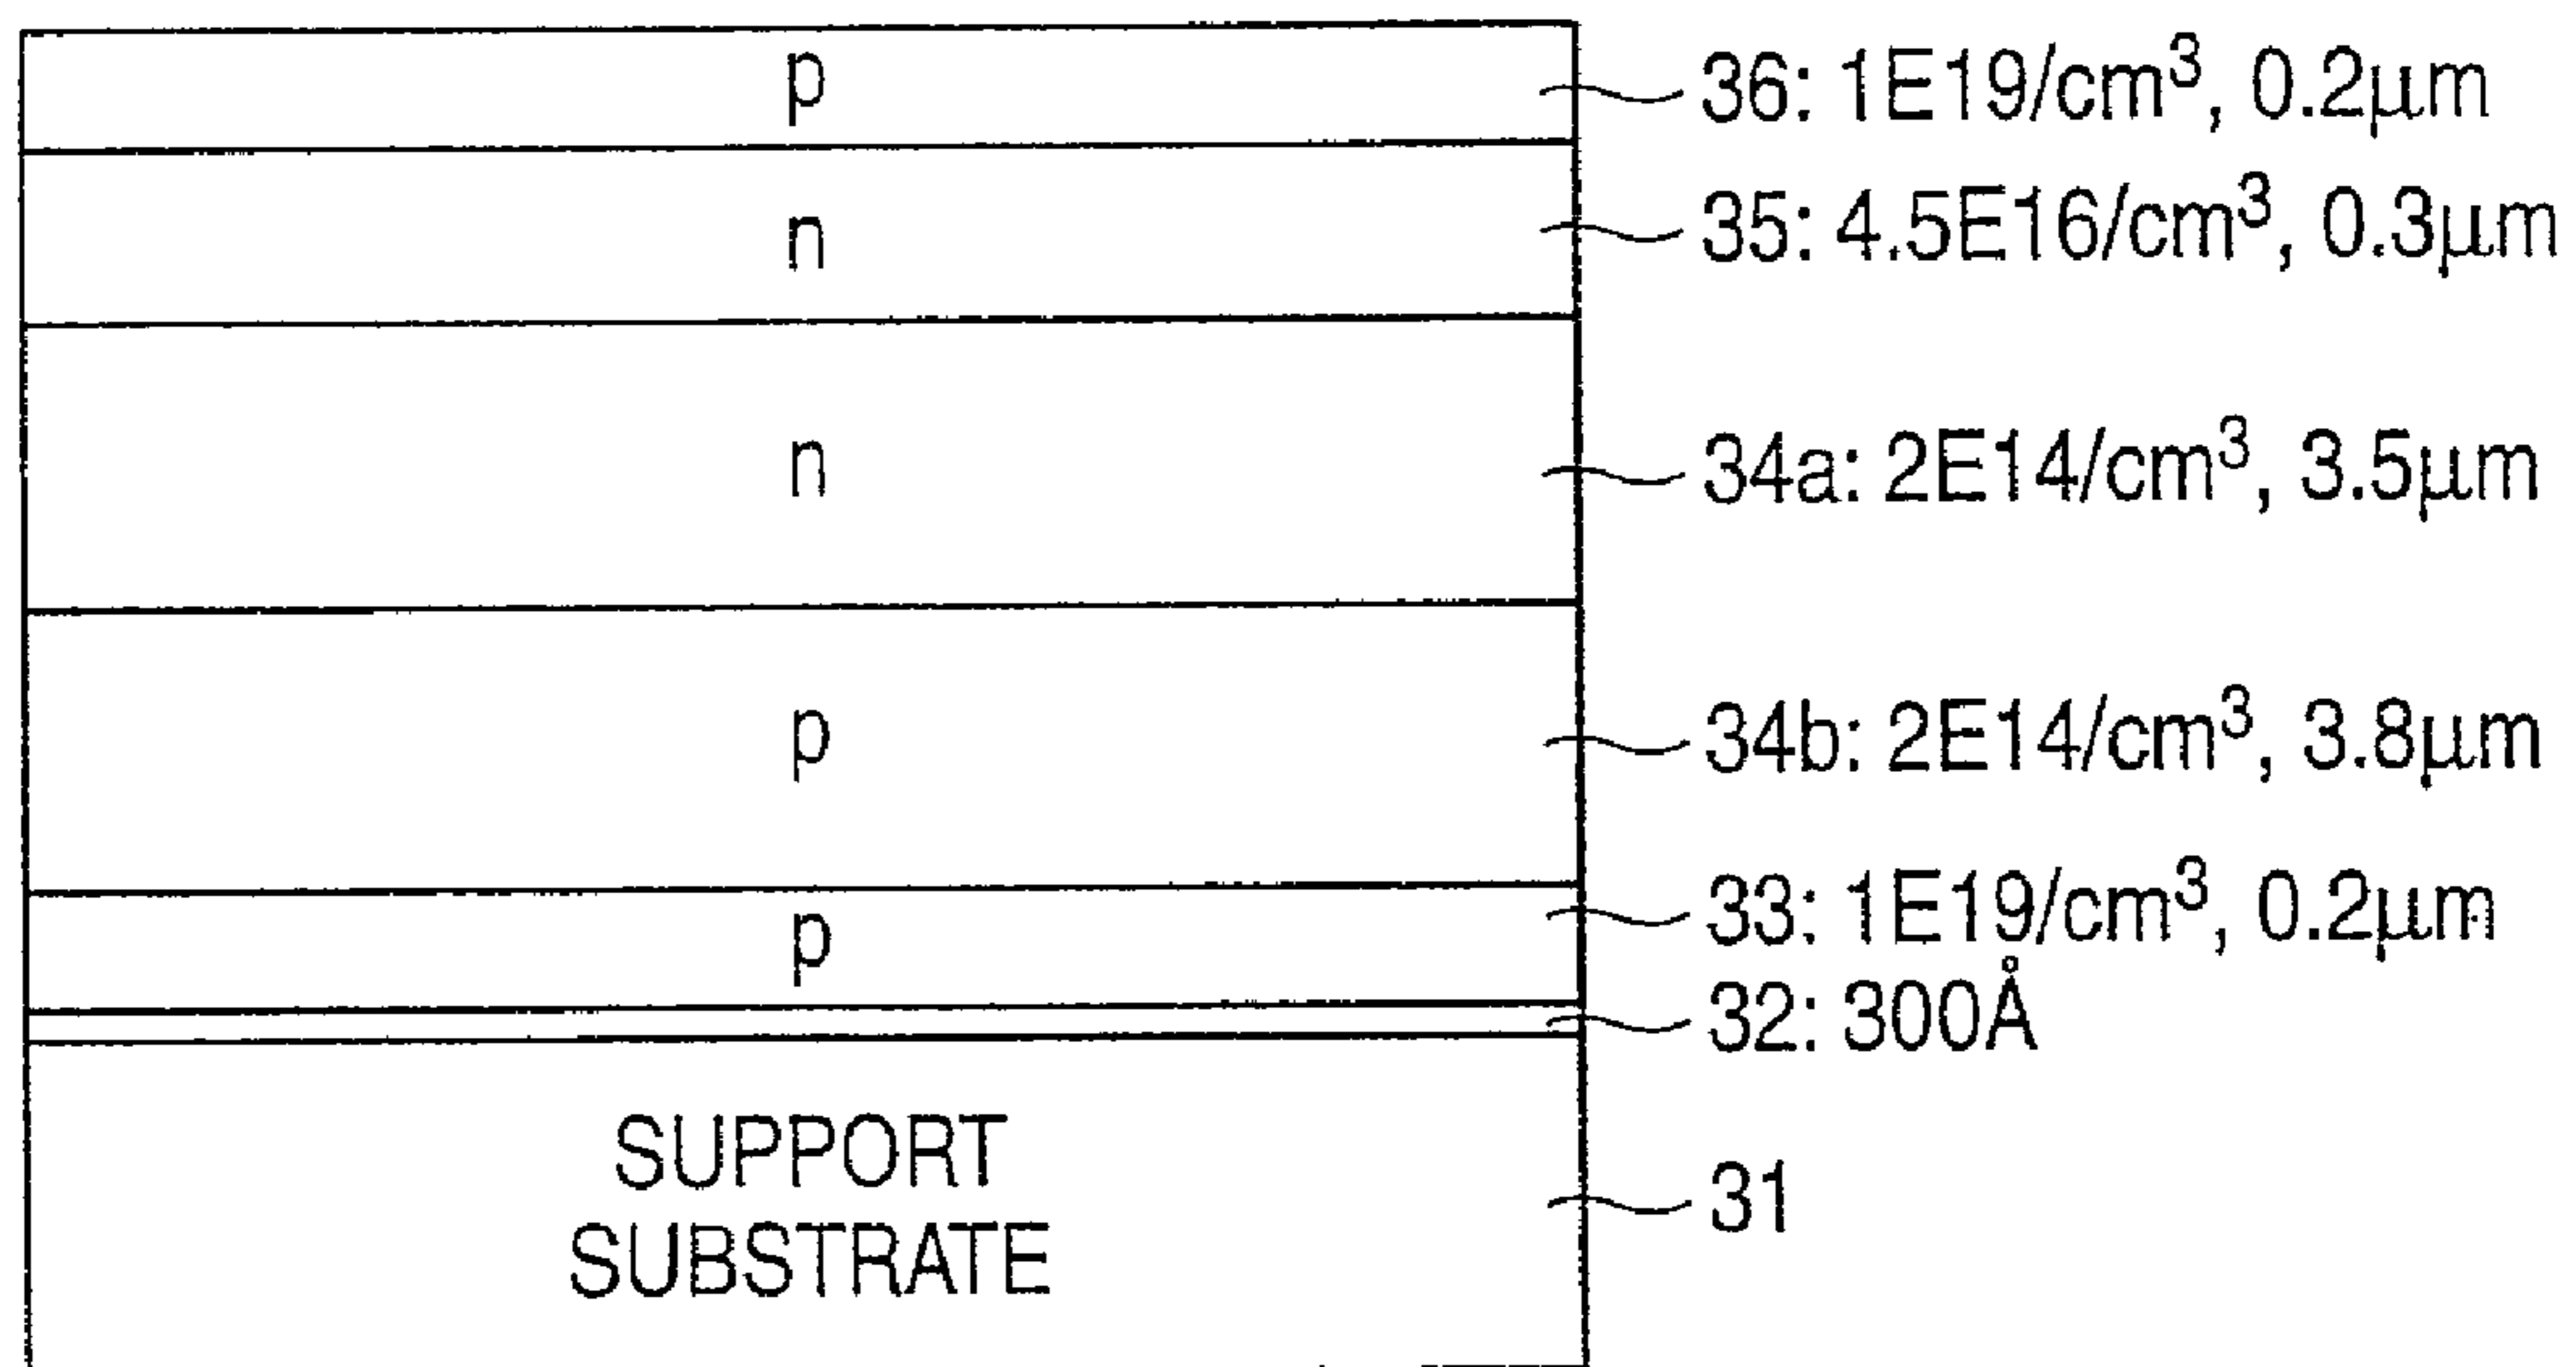 p
36: 1E19/cm³, 0.2μm
n
35: 4.5E16/cm³, 0.3μm
n
34a: 2E14/cm³, 3.5μm
p
34b: 2E14/cm³, 3.8μm
p
33: 1E19/cm³, 0.2μm
32: 300Å
SUPPORT
SUBSTRATE
31